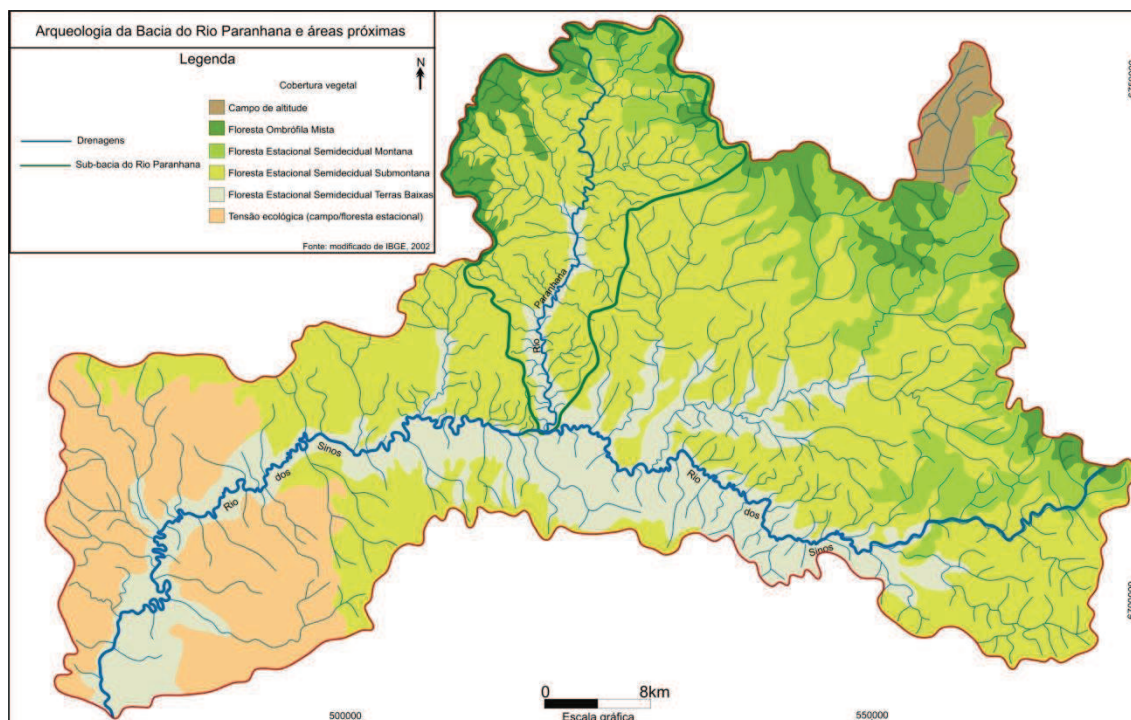 Arqueologia da Bacia do Rio Paranhana e áreas próximas
Legenda
N
Cobertura vegetal
Campo de altitude
Floresta Ombrófila Mista
Drenagens
Floresta Estacional Semidecidual Montana
Sub-bacia do Rio Paranhana
Floresta Estacional Semidecidual Submontana
Floresta Estacional Semidecidual Terras Baixas
Tensão ecológica (campo/floresta estacional)
Fonte: modificado de IBGE, 2002
6750000
Rio Paranhana
Rio dos Sinos
Rio dos Sinos
6700000
0 8km
Escala gráfica
500000
550000